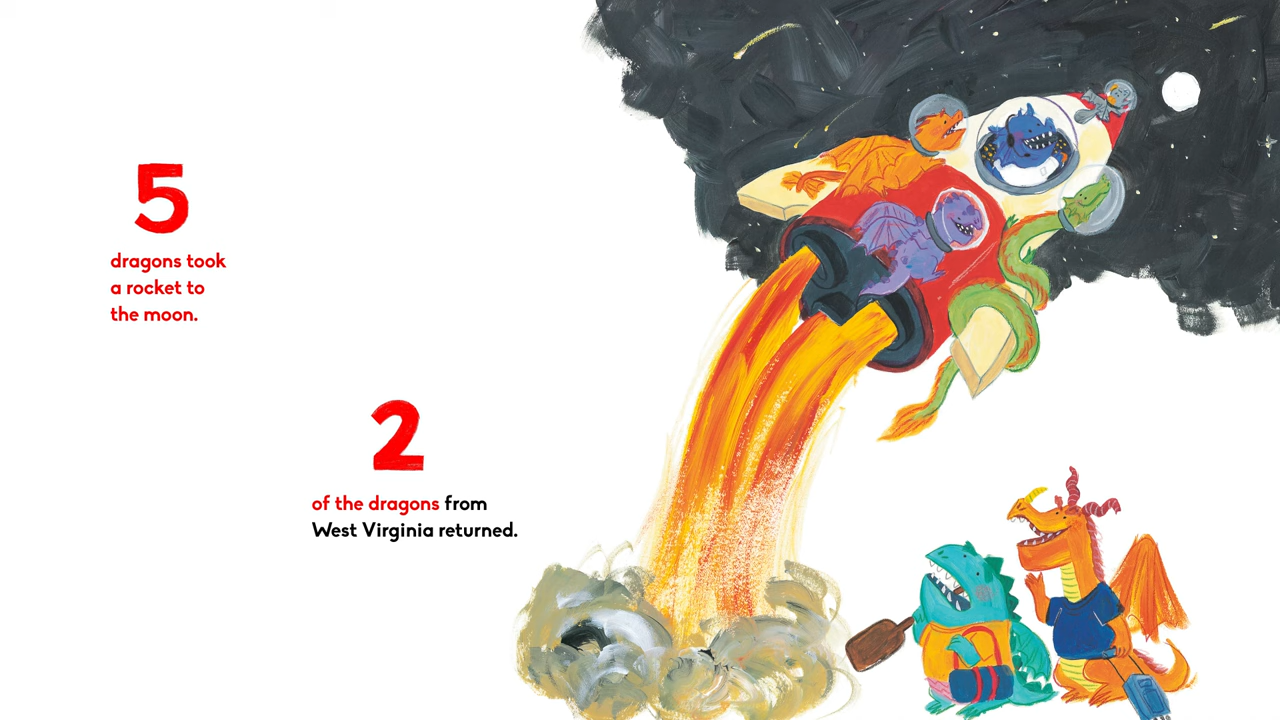 5
dragons took
a rocket to
the moon.
2
of the dragons from
West Virginia returned.